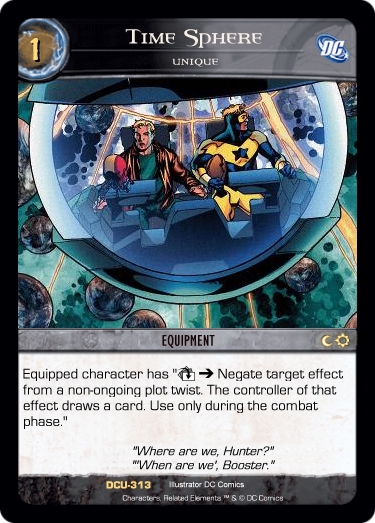 1
Time Sphere
DC
UNIQUE
EQUIPMENT
Equipped character has " ➔ Negate target effect
from a non-ongoing plot twist. The controller of that
effect draws a card. Use only during the combat
phase."
"Where are we, Hunter?"
"'When are we', Booster."
DCU-313 Illustrator DC Comics
Characters, Related Elements ™ & © DC Comics